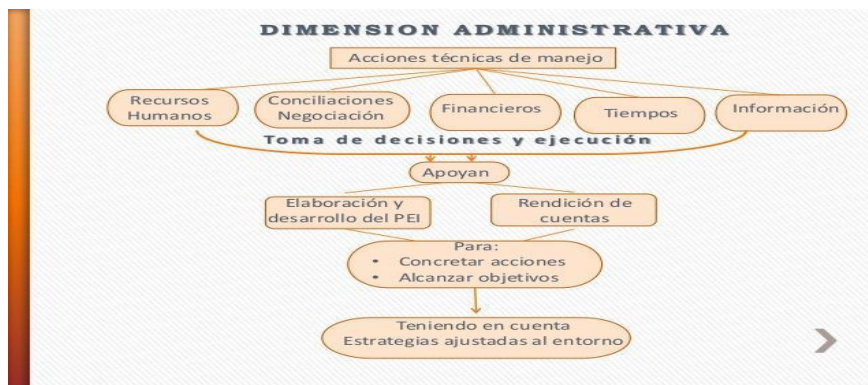 DIMENSION ADMINISTRATIVA
Acciones técnicas de manejo
Recursos
Humanos
Conciliaciones
Negociación
Financieros
Tiempos
Información
Toma de decisiones y ejecución
Apoyan
Elaboración y
desarrollo del PEI
Rendición de
cuentas
Para:
• Concretar acciones
• Alcanzar objetivos
Teniendo en cuenta
Estrategias ajustadas al entorno